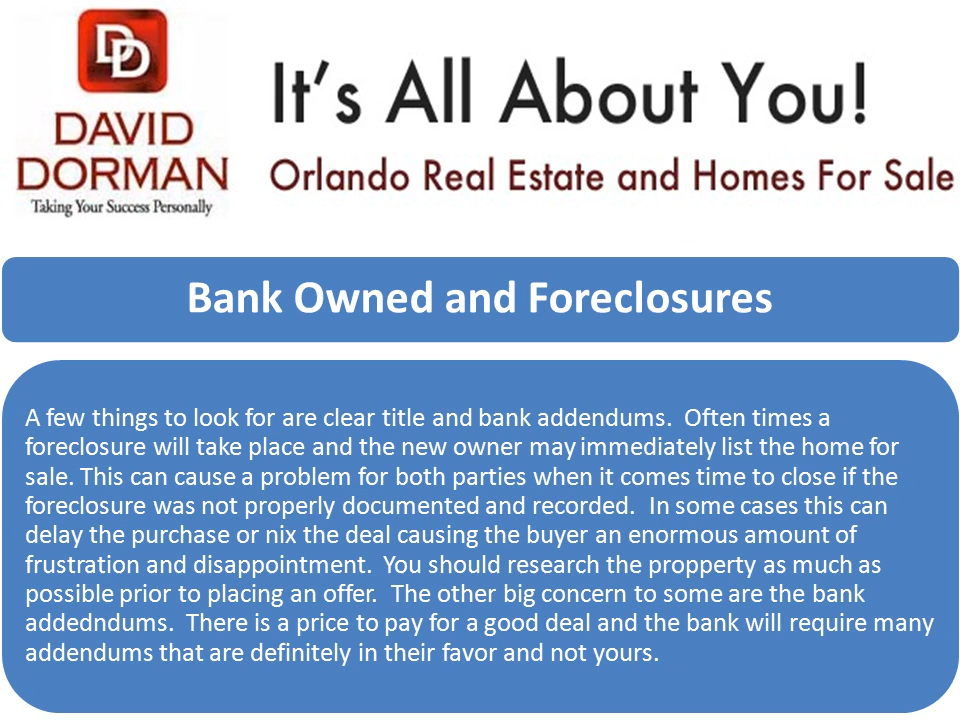 DD
DAVID
DORMAN
Taking Your Success Personally
It's All About You!
Orlando Real Estate and Homes For Sale
Bank Owned and Foreclosures
A few things to look for are clear title and bank addendums.  Often times a
foreclosure will take place and the new owner may immediately list the home for
sale. This can cause a problem for both parties when it comes time to close if the
foreclosure was not properly documented and recorded.  In some cases this can
delay the purchase or nix the deal causing the buyer an enormous amount of
frustration and disappointment.  You should research the propperty as much as
possible prior to placing an offer.  The other big concern to some are the bank
addedndums.  There is a price to pay for a good deal and the bank will require many
addendums that are definitely in their favor and not yours.